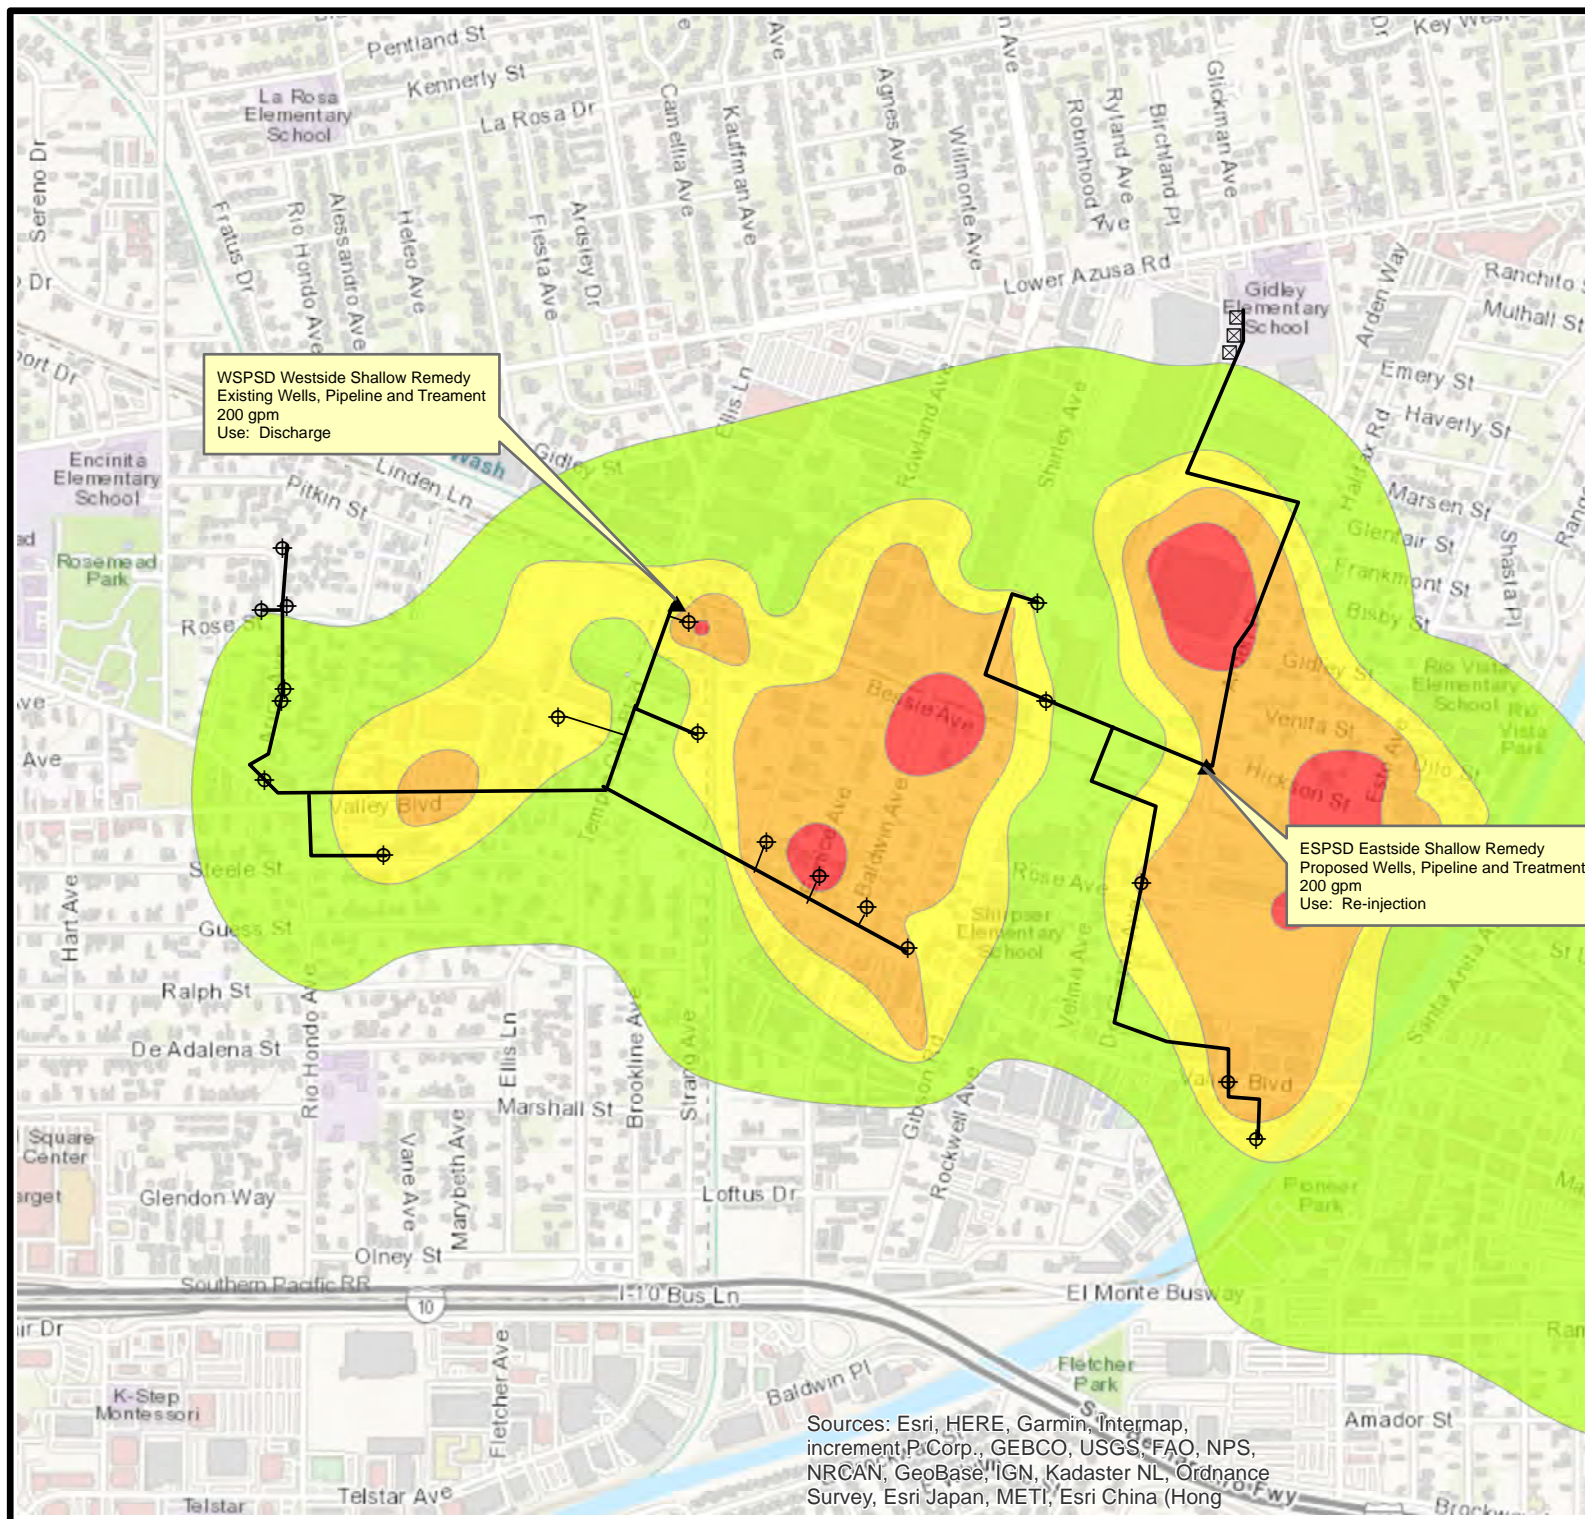 Pentland St
Key West
Kennerly St
La Rosa
Elementary
School
La Rosa Dr
Camellia Ave
Kauffman Ave
Agnes Ave
Willmonte Ave
Robinhood Ave
Ryland Ave
Birchland Pl
Glickman Ave
Ave
n Ave
Dr
Sereno Dr
Fratus Dr
Rio Hondo Ave
Alessandro Ave
Heleo Ave
Fiesta Ave
Ardsley Dr
Lower Azusa Rd
Gidley
Elementary
School
Arden Way
Ranchito
Mulhall St
Emery St
Haverly St
Halifax Rd
Marsen St
Glenfair St
Frankmont St
Bisby St
Shasta Pl
Gidley St
Rio Vista
Elementary
School
Rio
Vista
Park
Venita St
Hickson St
Esto Ave
WSPSD Westside Shallow Remedy
Existing Wells, Pipeline and Treament
200 gpm
Use: Discharge
Ellis Ln
Rowland Ave
Shirley Ave
Wash
Gidley St
Linden Ln
Pitkin St
Encinita
Elementary
School
Rosemead
Park
Rose St
Bessie Ave
Baldwin Ave
Valley Blvd
Steele St
Guess St
Hart Ave
Ralph St
De Adalena St
Rio Hondo Ave
Ellis Ln
Brookline Ave
Strang Ave
Marshall St
Gibson Rd
Rockwell Ave
Rose Ave
Shirpser
Elementary
School
Velma Ave
ESPSD Eastside Shallow Remedy
Proposed Wells, Pipeline and Treatment
200 gpm
Use: Re-injection
Santa Anita A
Blvd
Pioneer
Park
Square
Center
arget
Glendon Way
Vane Ave
Marybeth Ave
Loftus Dr
Olney St
Southern Pacific RR
10
I-10 Bus Ln
El Monte Busway
Fletcher
Park
Fletcher Ave
Baldwin Pl
K-Step
Montessori
Amador St
Telstar
Telstar Ave
Fwy
Sources: Esri, HERE, Garmin, Intermap,
increment P Corp., GEBCO, USGS, FAO, NPS,
NRCAN, GeoBase, IGN, Kadaster NL, Ordnance
Survey, Esri Japan, METI, Esri China (Hong